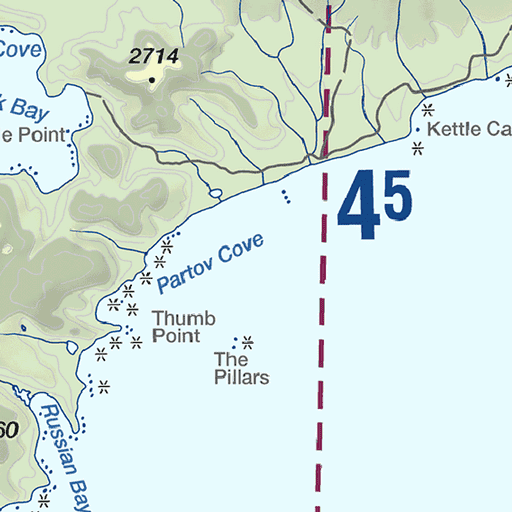 Cove
2714
k Bay
e Point
Kettle Ca
45
Partov Cove
Thumb
Point
The
Pillars
60
Russian Bay